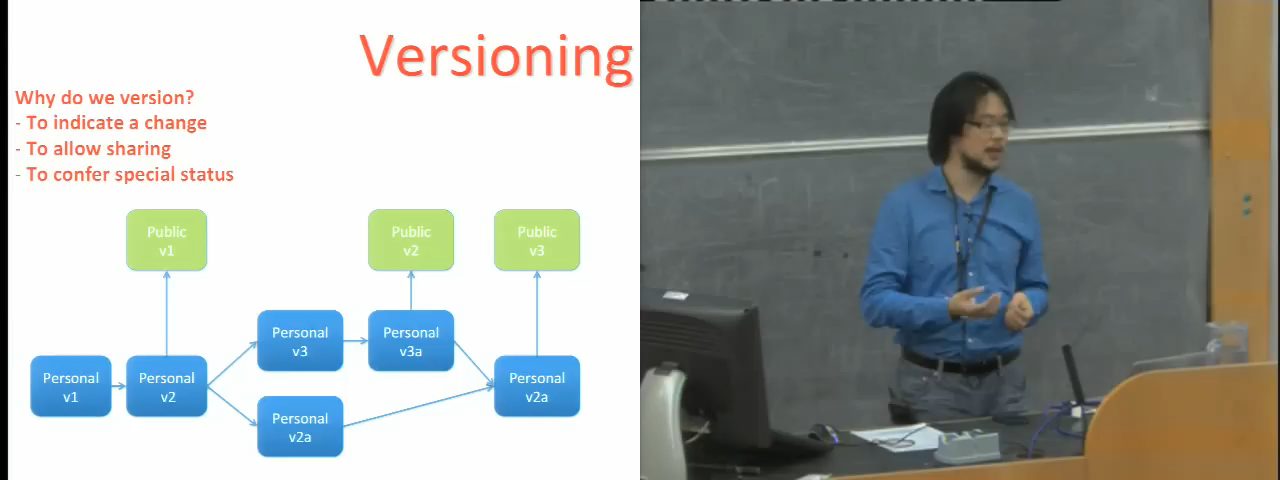 Versioning
Why do we version?
- To indicate a change
- To allow sharing
- To confer special status
Public
v1
Public
v2
Public
v3
Personal
v3
Personal
v3a
Personal
v1
Personal
v2
Personal
v2a
Personal
v2a